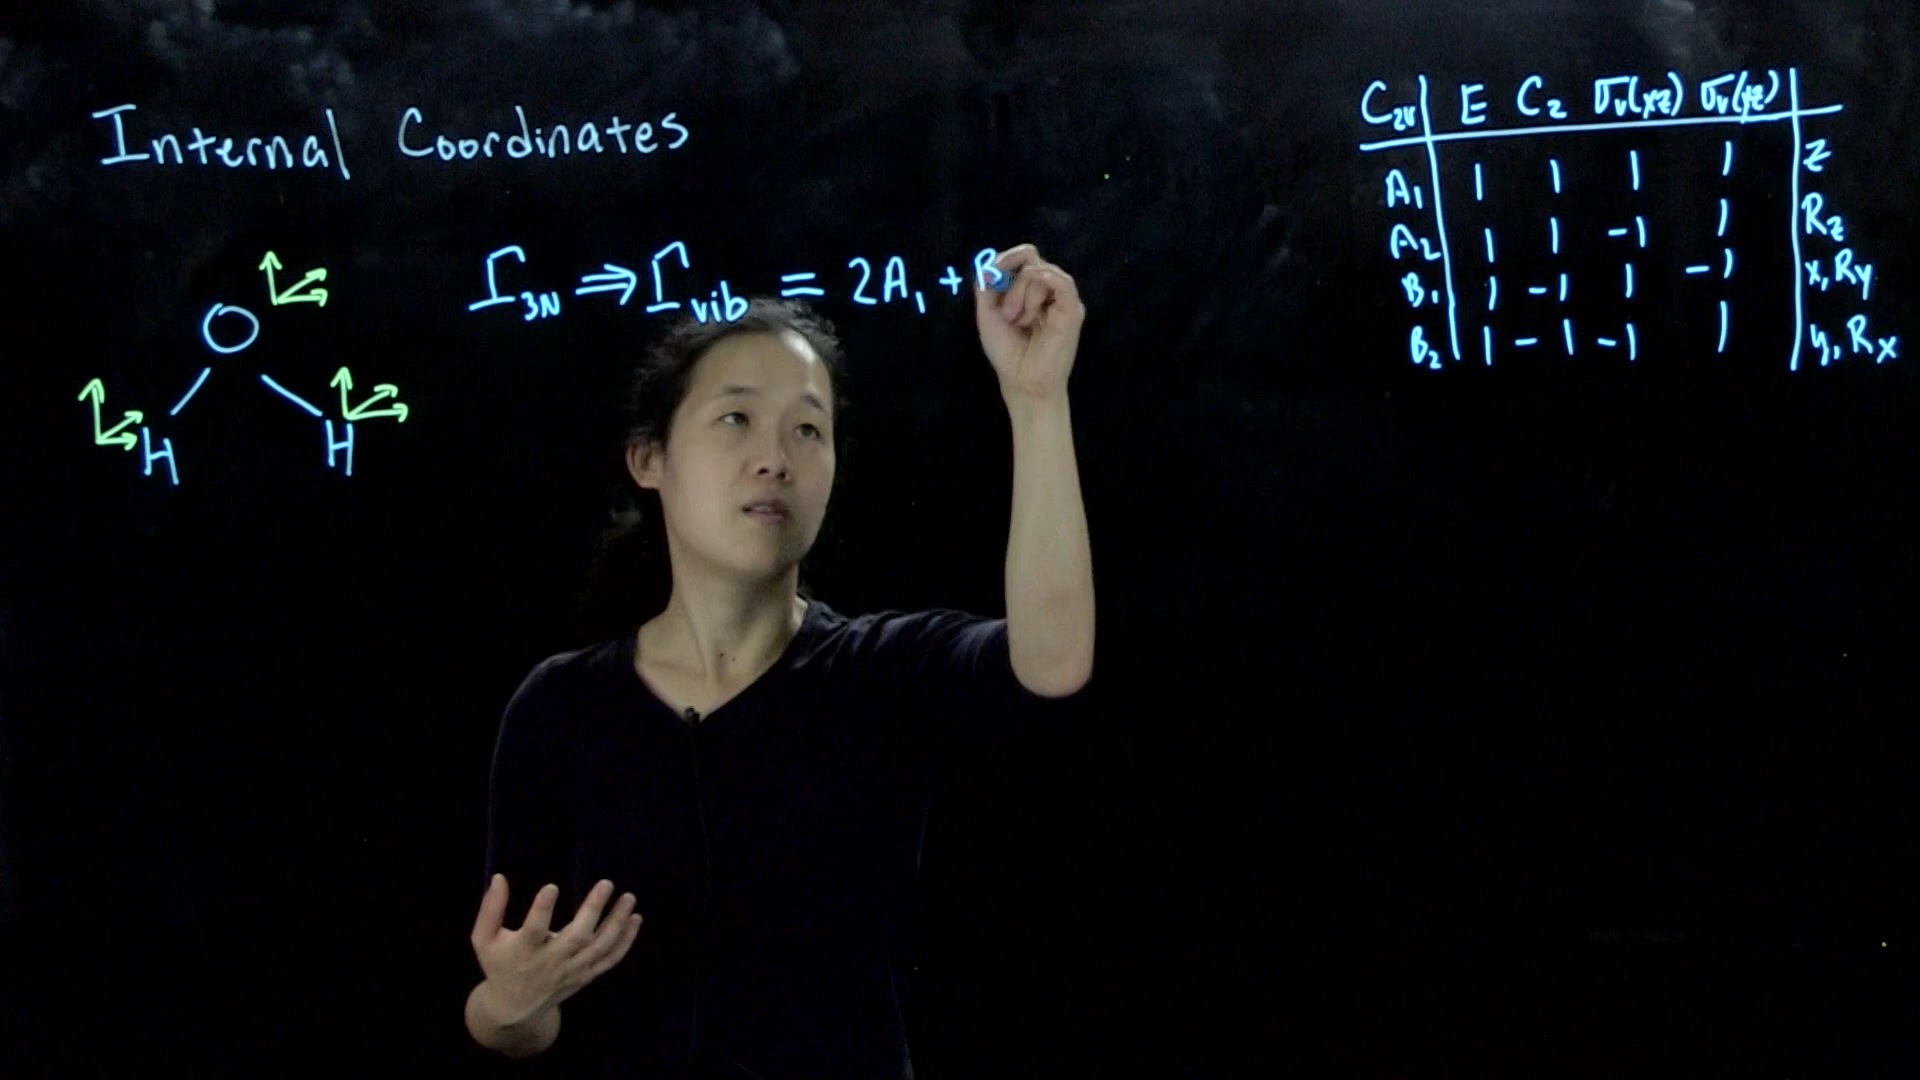 Internal Coordinates
Γ3N ⇒ Γvib = 2A1 + B
O
H H
C2v E C2 σv(xz) σv(yz)
A1 1 1 1 1 z
A2 1 1 -1 1 Rz
B1 1 -1 1 -1 x, Ry
B2 1 -1 -1 1 y, Rx